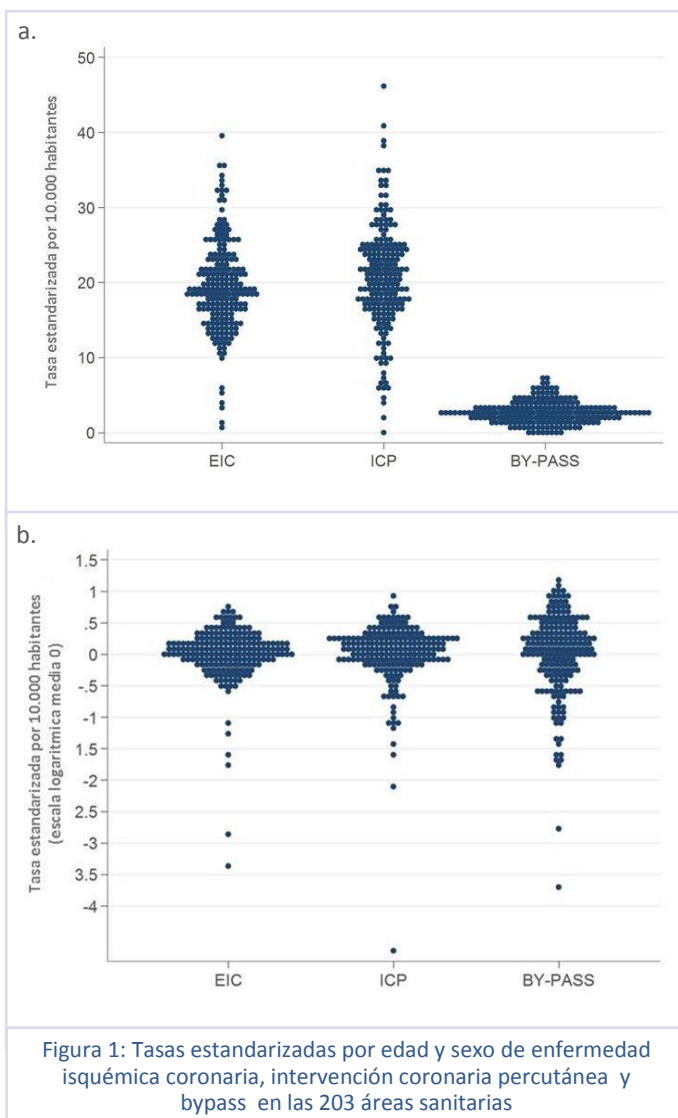 a.
Tasa estandarizada por 10.000 habitantes
50
40
30
20
10
0
EIC ICP BY-PASS
b.
Tasa estandarizada por 10.000 habitantes
(escala logaritmica media 0)
1.5
1
.5
0
-.5
-1
1.5
-2
2.5
-3
3.5
-4
EIC ICP BY-PASS
Figura 1: Tasas estandarizadas por edad y sexo de enfermedad
isquémica coronaria, intervención coronaria percutánea y
bypass en las 203 áreas sanitarias